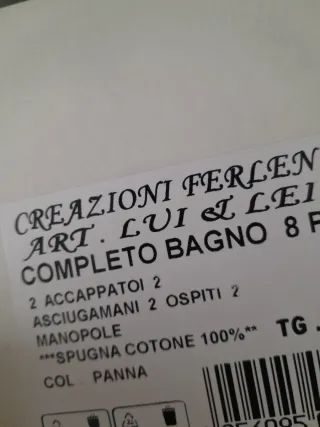 CREAZIONI FERLEN
ART. LUI & LEI
COMPLETO BAGNO 8 P
2 ACCAPPATOI 2
ASCIUGAMANI 2 OSPITI 2
MANOPOLE
***SPUGNA COTONE 100%** TG.
COL PANNA